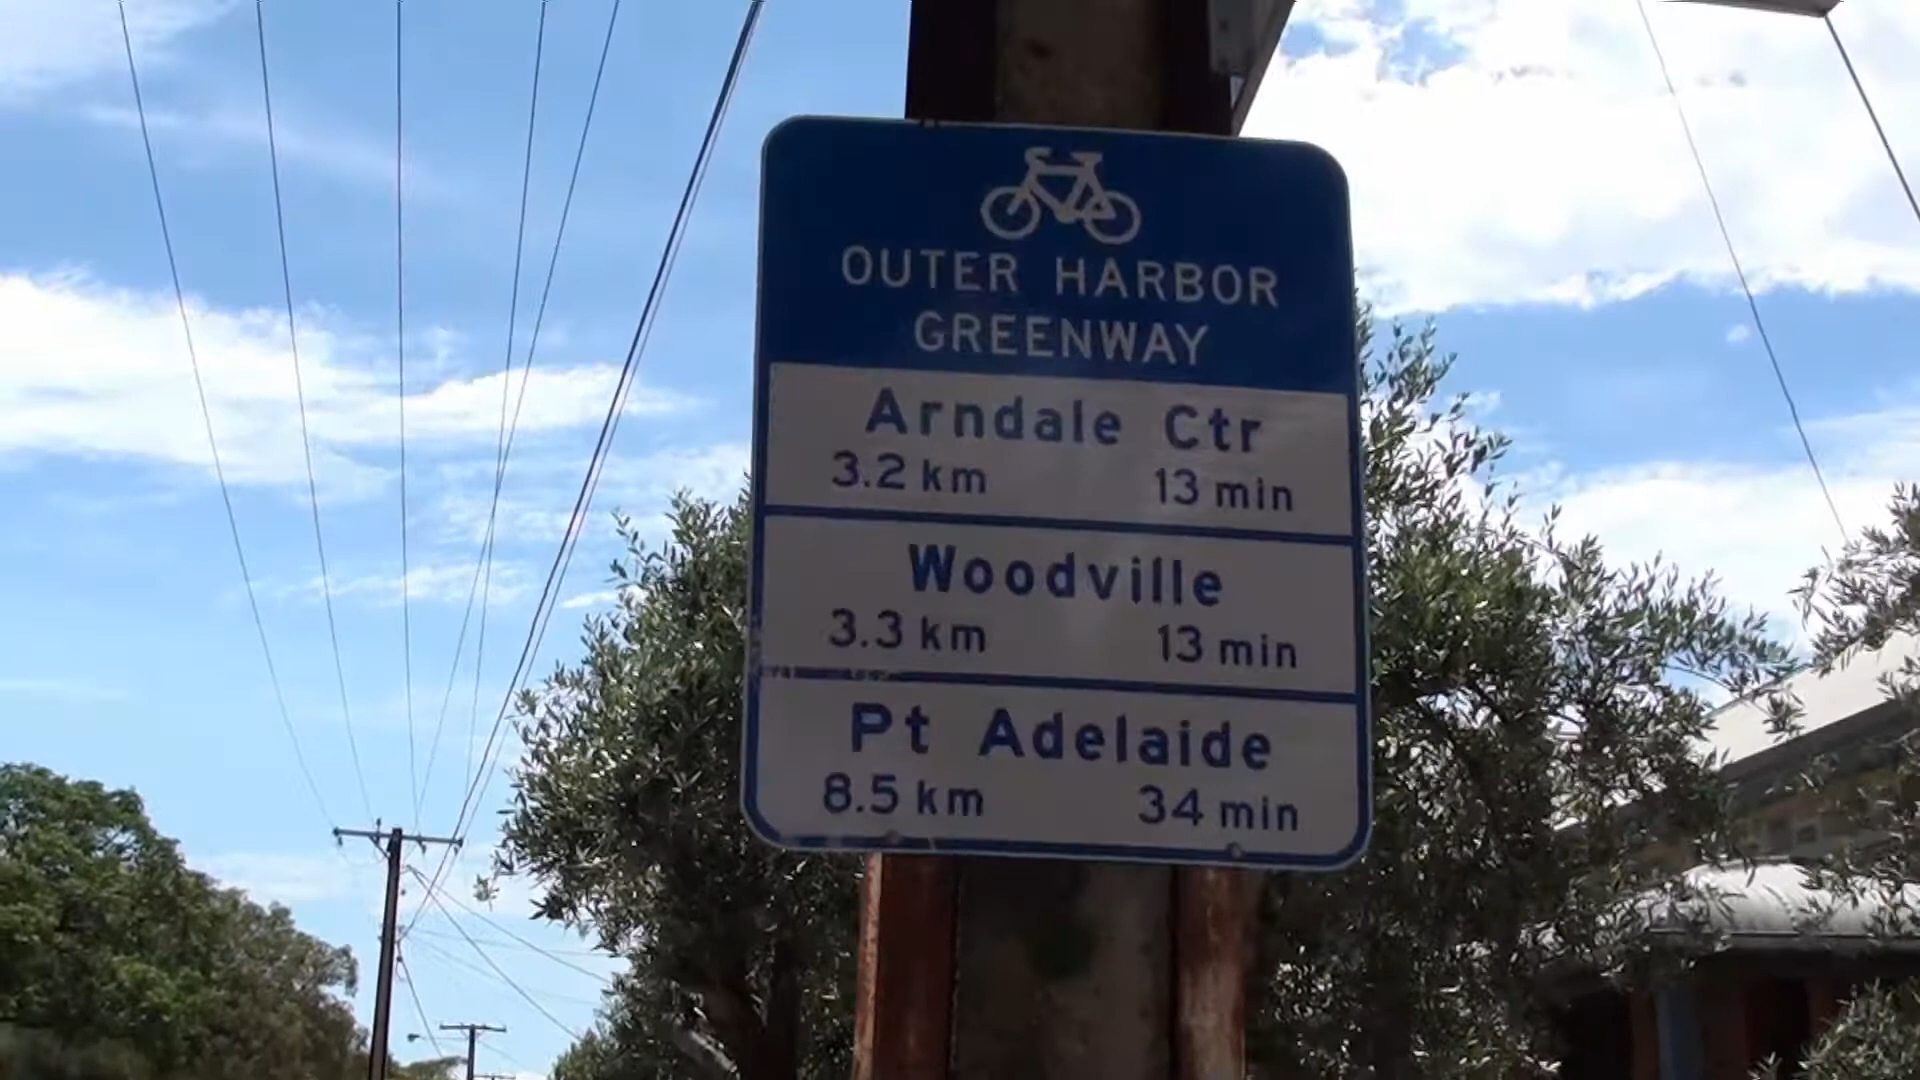 OUTER HARBOR
GREENWAY
Arndale Ctr
3.2 km 13 min
Woodville
3.3 km 13 min
Pt Adelaide
8.5 km 34 min